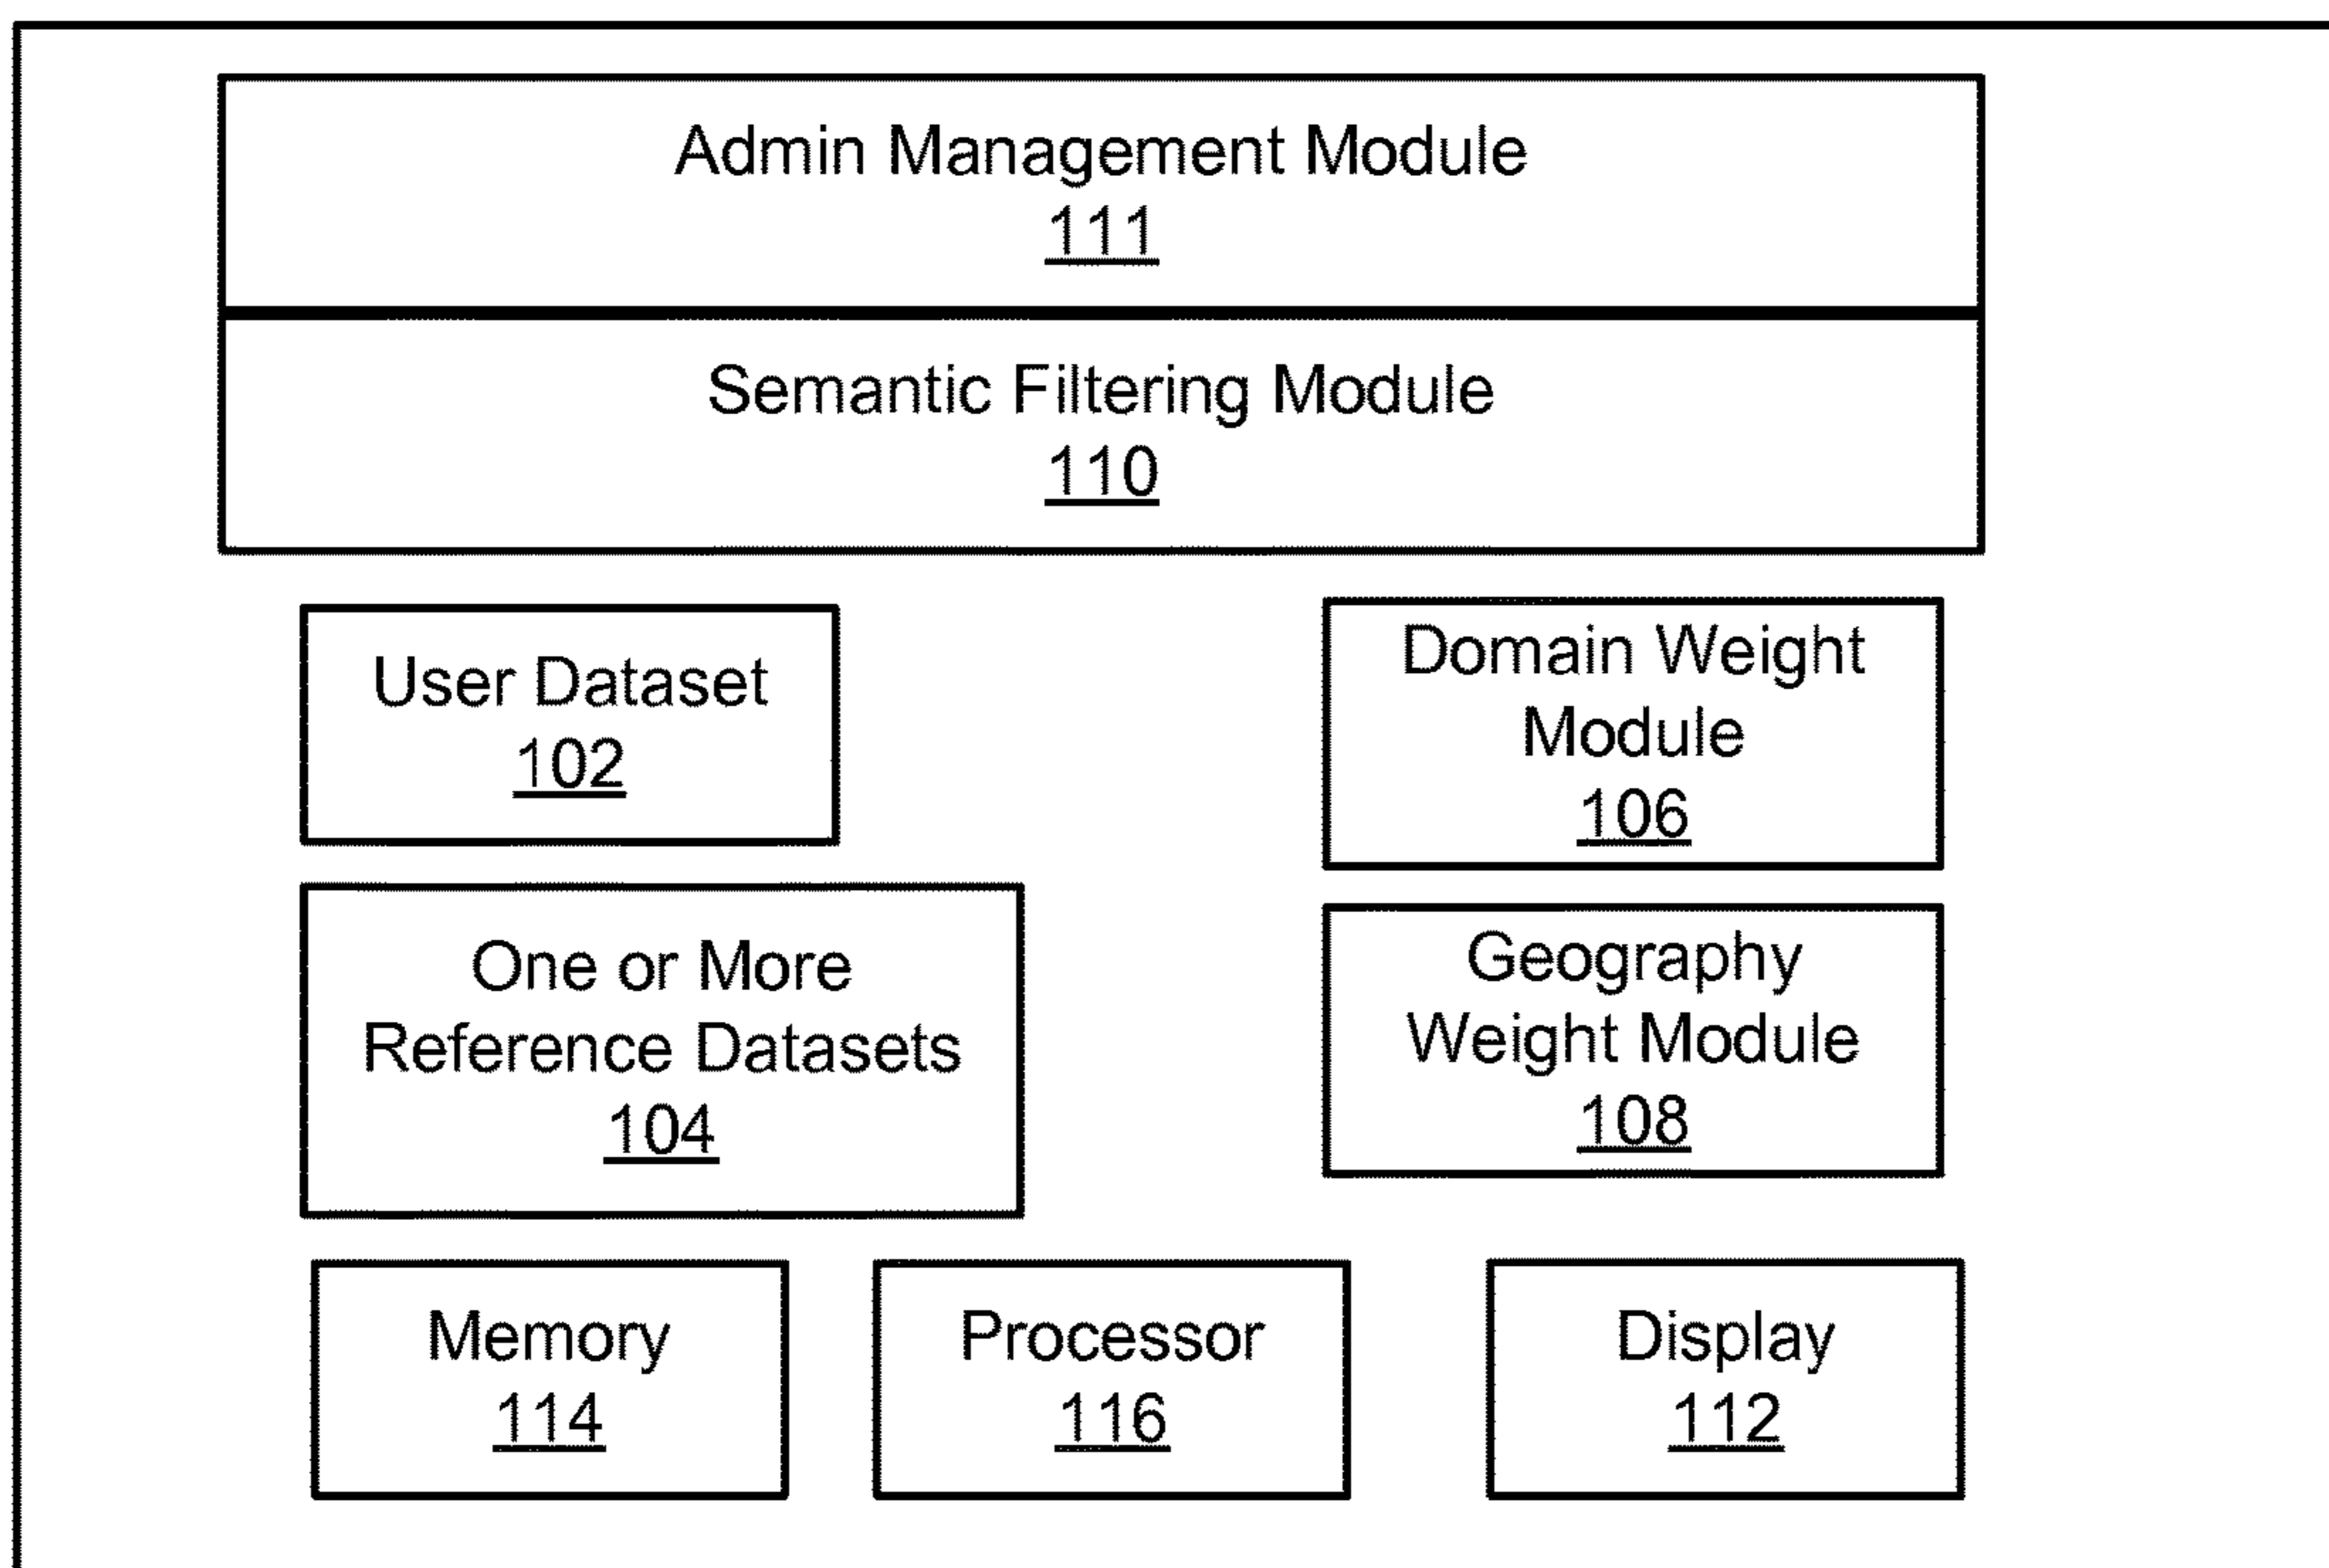 Admin Management Module
111
Semantic Filtering Module
110
User Dataset
102
Domain Weight
Module
106
One or More
Reference Datasets
104
Geography
Weight Module
108
Memory
114
Processor
116
Display
112